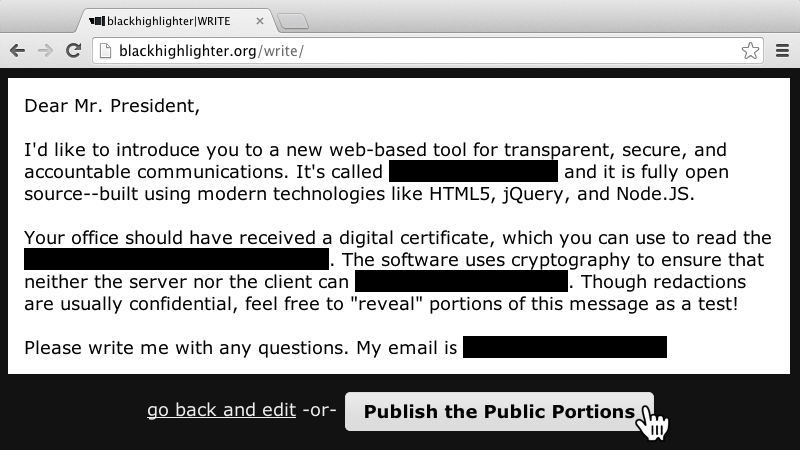 blackhighlighter|WRITE
blackhighlighter.org/write/
Dear Mr. President,
I'd like to introduce you to a new web-based tool for transparent, secure, and
accountable communications. It's called and it is fully open
source--built using modern technologies like HTML5, jQuery, and Node.JS.
Your office should have received a digital certificate, which you can use to read the
. The software uses cryptography to ensure that
neither the server nor the client can . Though redactions
are usually confidential, feel free to "reveal" portions of this message as a test!
Please write me with any questions. My email is
go back and edit -or- Publish the Public Portions